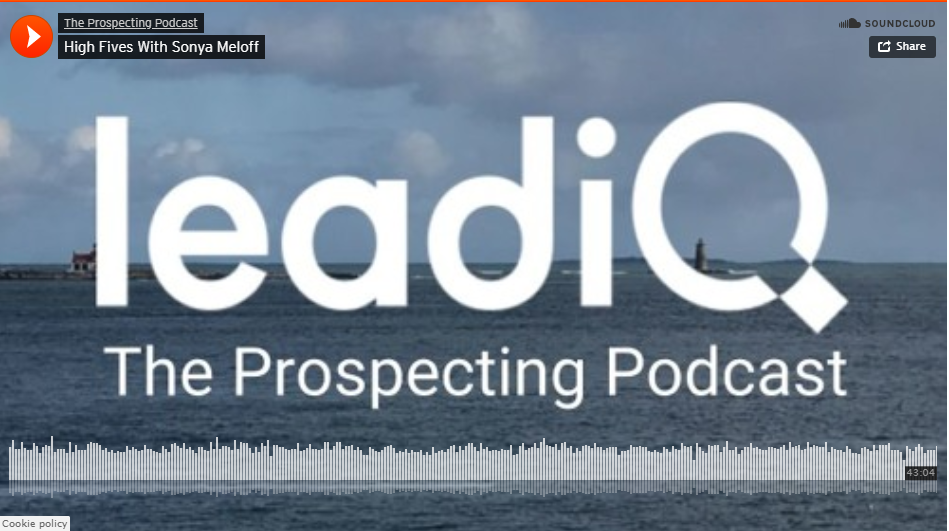 The Prospecting Podcast
SOUNDCLOUD
High Fives With Sonya Meloff
Share
leadiQ
The Prospecting Podcast
43:04
Cookie policy